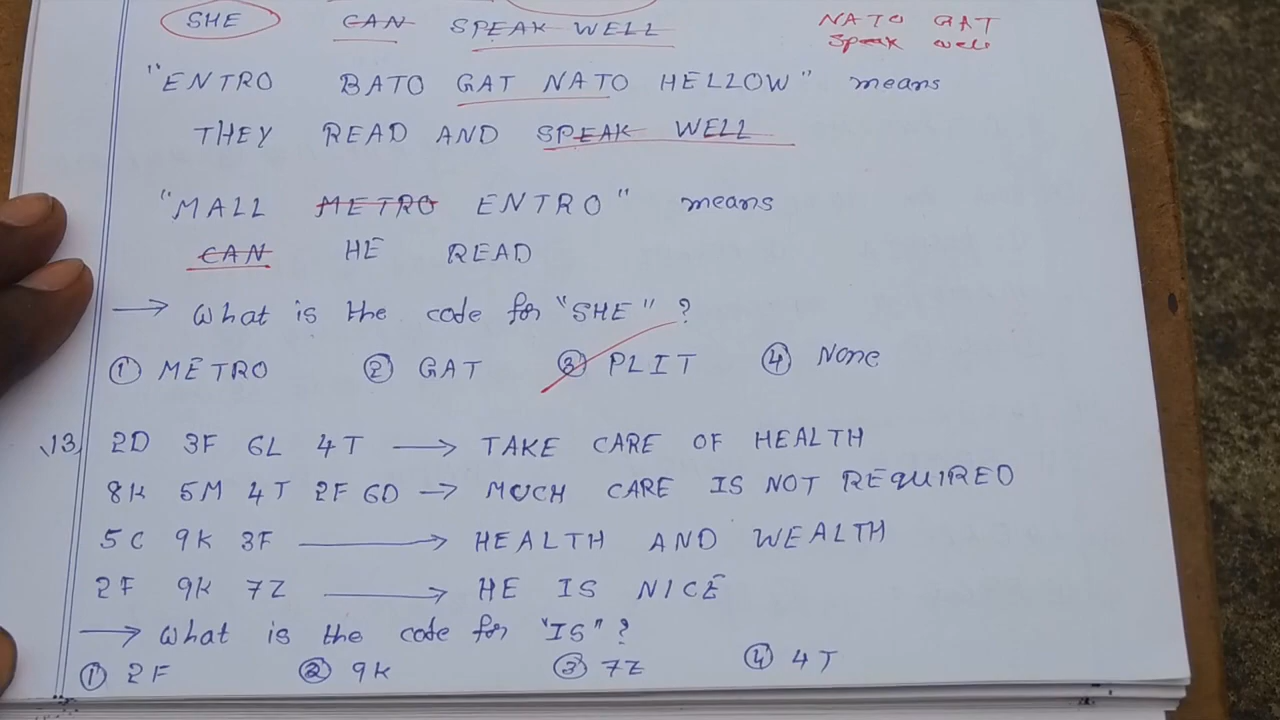 SHE CAN SPEAK WELL NATO GAT
Speak well
"ENTRO BATO GAT NATO HELLOW" means
THEY READ AND SPEAK WELL
"MALL METRO ENTRO" means
CAN HE READ
→ What is the code for "SHE" ?
① METRO ② GAT ③ PLIT ④ None
13) 2D 3F 6L 4T → TAKE CARE OF HEALTH
8K 5M 4T 2F 6D → MUCH CARE IS NOT REQUIRED
5C 9K 3F → HEALTH AND WEALTH
2F 9K 7Z → HE IS NICE
→ What is the code for "IS" ?
① 2F ② 9K ③ 7Z ④ 4T